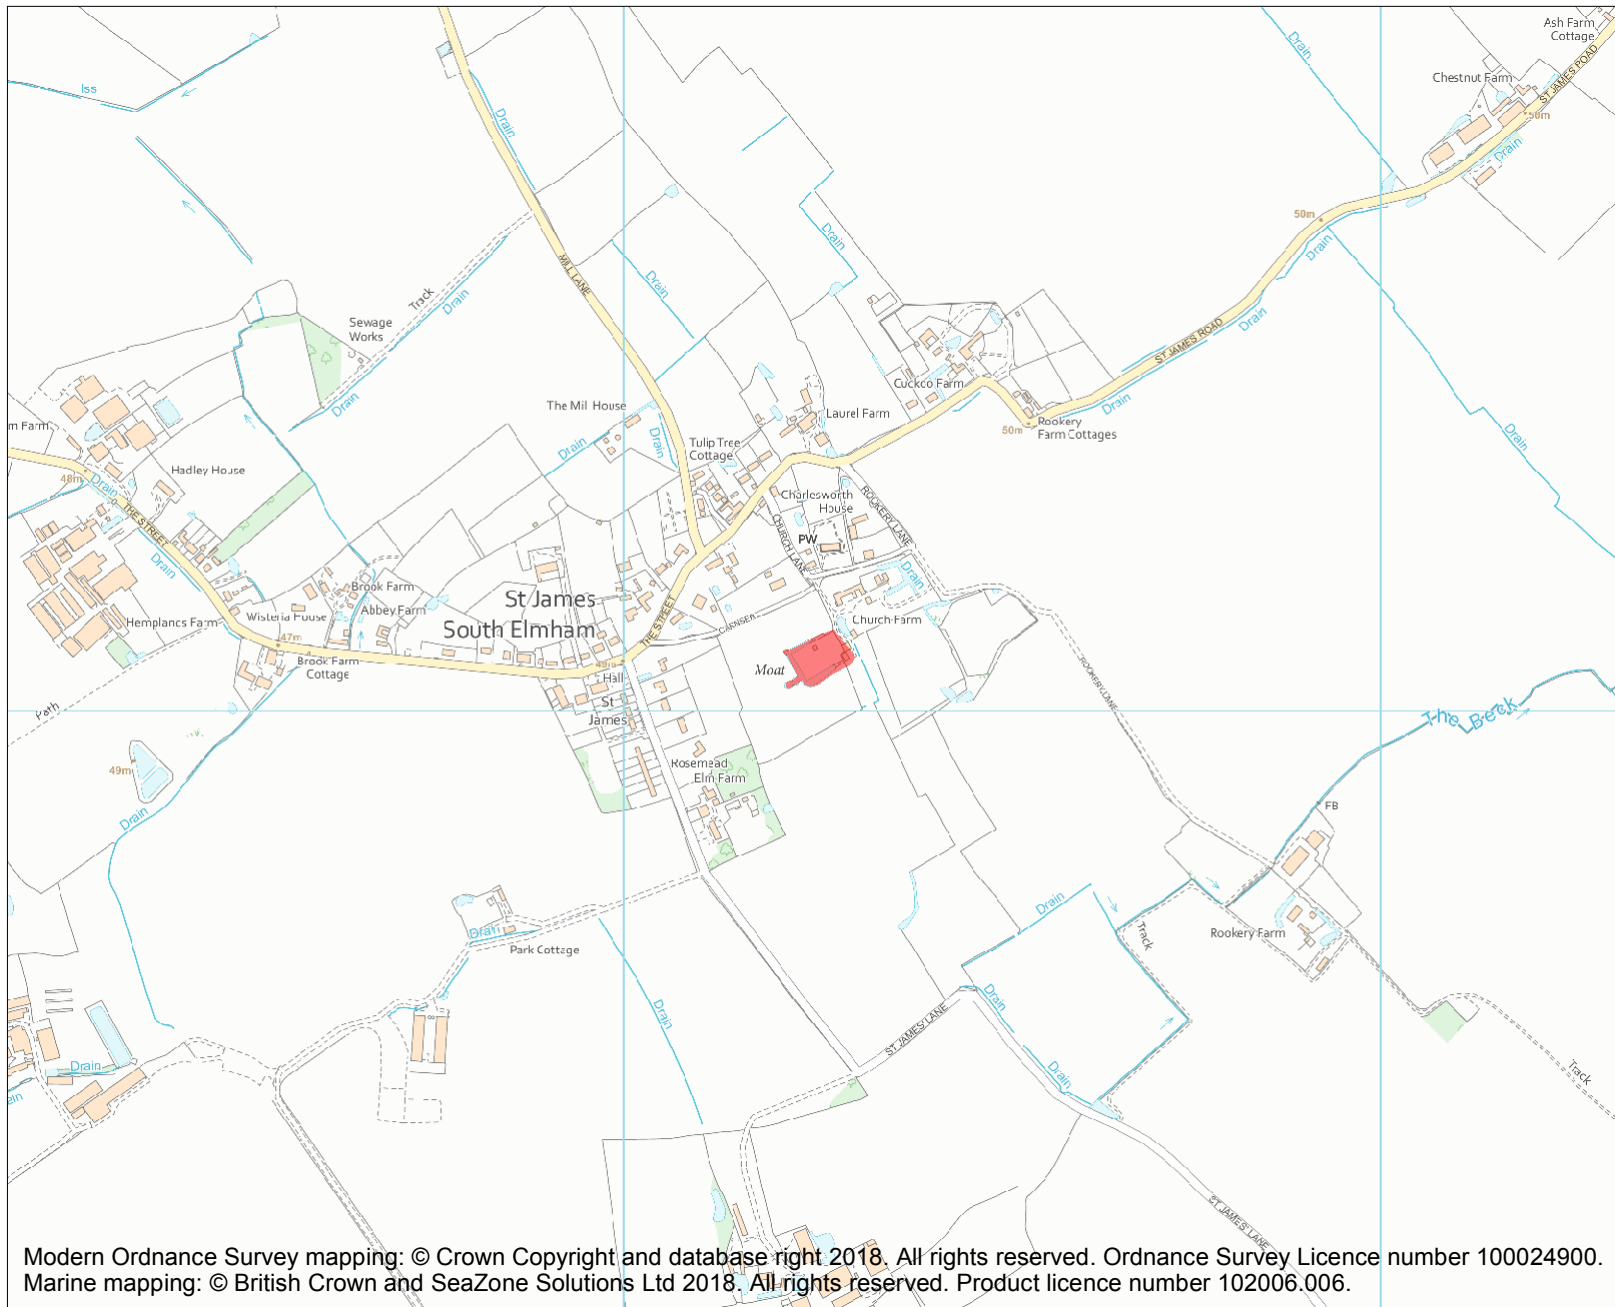 Ash Farm
Cottage
Drain
Chestnut Farm
ST JAMES ROAD
Iss
50m
Drain
Drain
50m
Drain
Drain
MILL LANE
Drain
Track
Drain
Sewage
Works
Drain
ST JAMES ROAD
Cuckoo Farm
Drain
Drain
The Mill House
Laurel Farm
m Farm
Rookery
Farm Cottages
50m
Drain
Tulip Tree
Cottage
Drain
Drain
Hadley House
48m
Drain
Charlesworth
House
ROOKERY LANE
THE STREET
CHURCH LANE
PW
Drain
Drain
Brook Farm
St James
South Elmham
Abbey Farm
Wisteria House
THE STREET
Hemplands Farm
Church Farm
47m
Brook Farm
Cottage
49m
Hall
Moat
ROOKERY LANE
St
James
Path
The Beck
49m
Rosemead
Elm Farm
Drain
FB
Drain
Drain
Track
Rookery Farm
Park Cottage
Drain
Drain
ST JAMES' LANE
Drain
Drain
Track
ein
ST JAMES' LANE
Modern Ordnance Survey mapping: © Crown Copyright and database right 2018. All rights reserved. Ordnance Survey Licence number 100024900.
Marine mapping: © British Crown and SeaZone Solutions Ltd 2018. All rights reserved. Product licence number 102006.006.